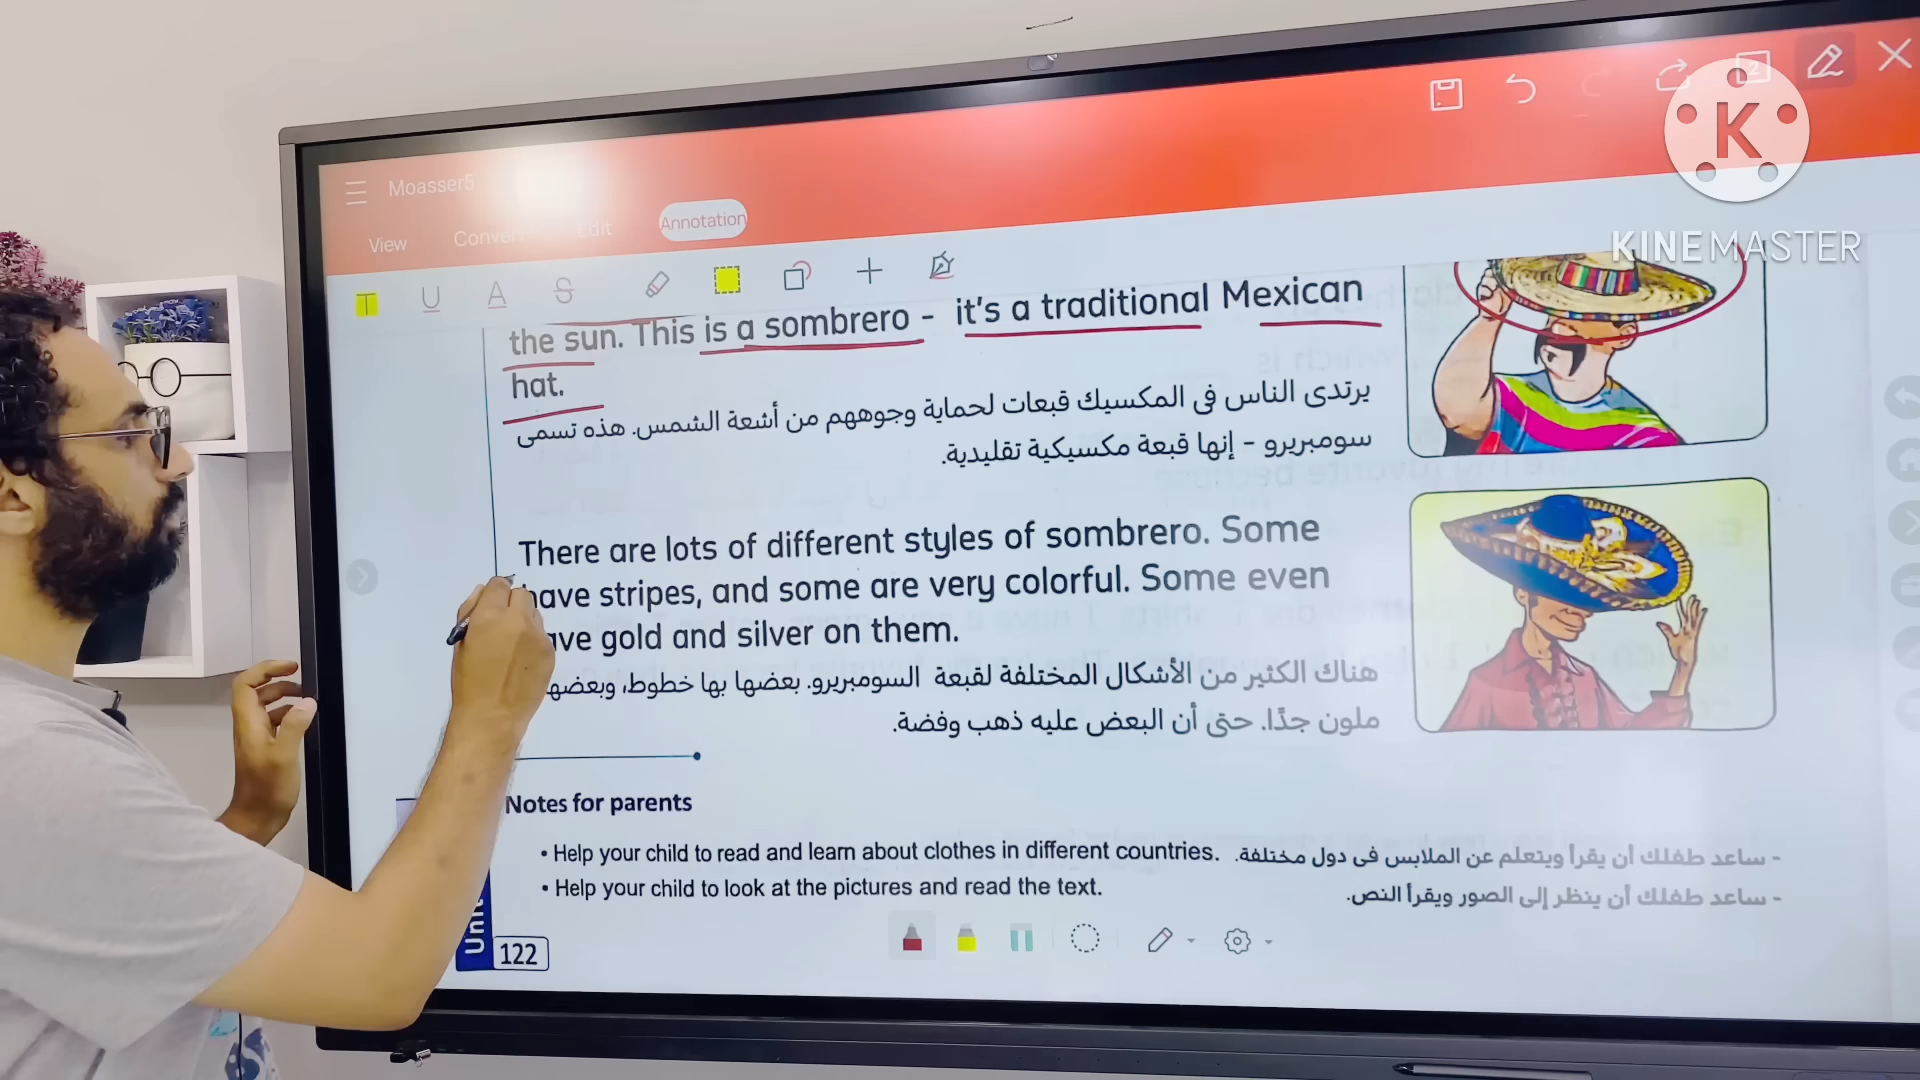 K
KINEMASTER
2
Moasser5
View
Edit
Annotation
T U A S
the sun. This is a sombrero - it's a traditional Mexican
hat.
يرتدى الناس فى المكسيك قبعات لحماية وجوههم من أشعة الشمس. هذه تسمى
سومبريرو - إنها قبعة مكسيكية تقليدية.
There are lots of different styles of sombrero. Some
have stripes, and some are very colorful. Some even
gold and silver on them.
هناك الكثير من الأشكال المختلفة لقبعة السومبريرو. بعضها بها خطوط، وبعضها
ملون جدًا. حتى أن البعض عليه ذهب وفضة.
Notes for parents
• Help your child to read and learn about clothes in different countries.
- ساعد طفلك أن يقرأ ويتعلم عن الملابس فى دول مختلفة.
• Help your child to look at the pictures and read the text.
- ساعد طفلك أن ينظر إلى الصور ويقرأ النص.
122